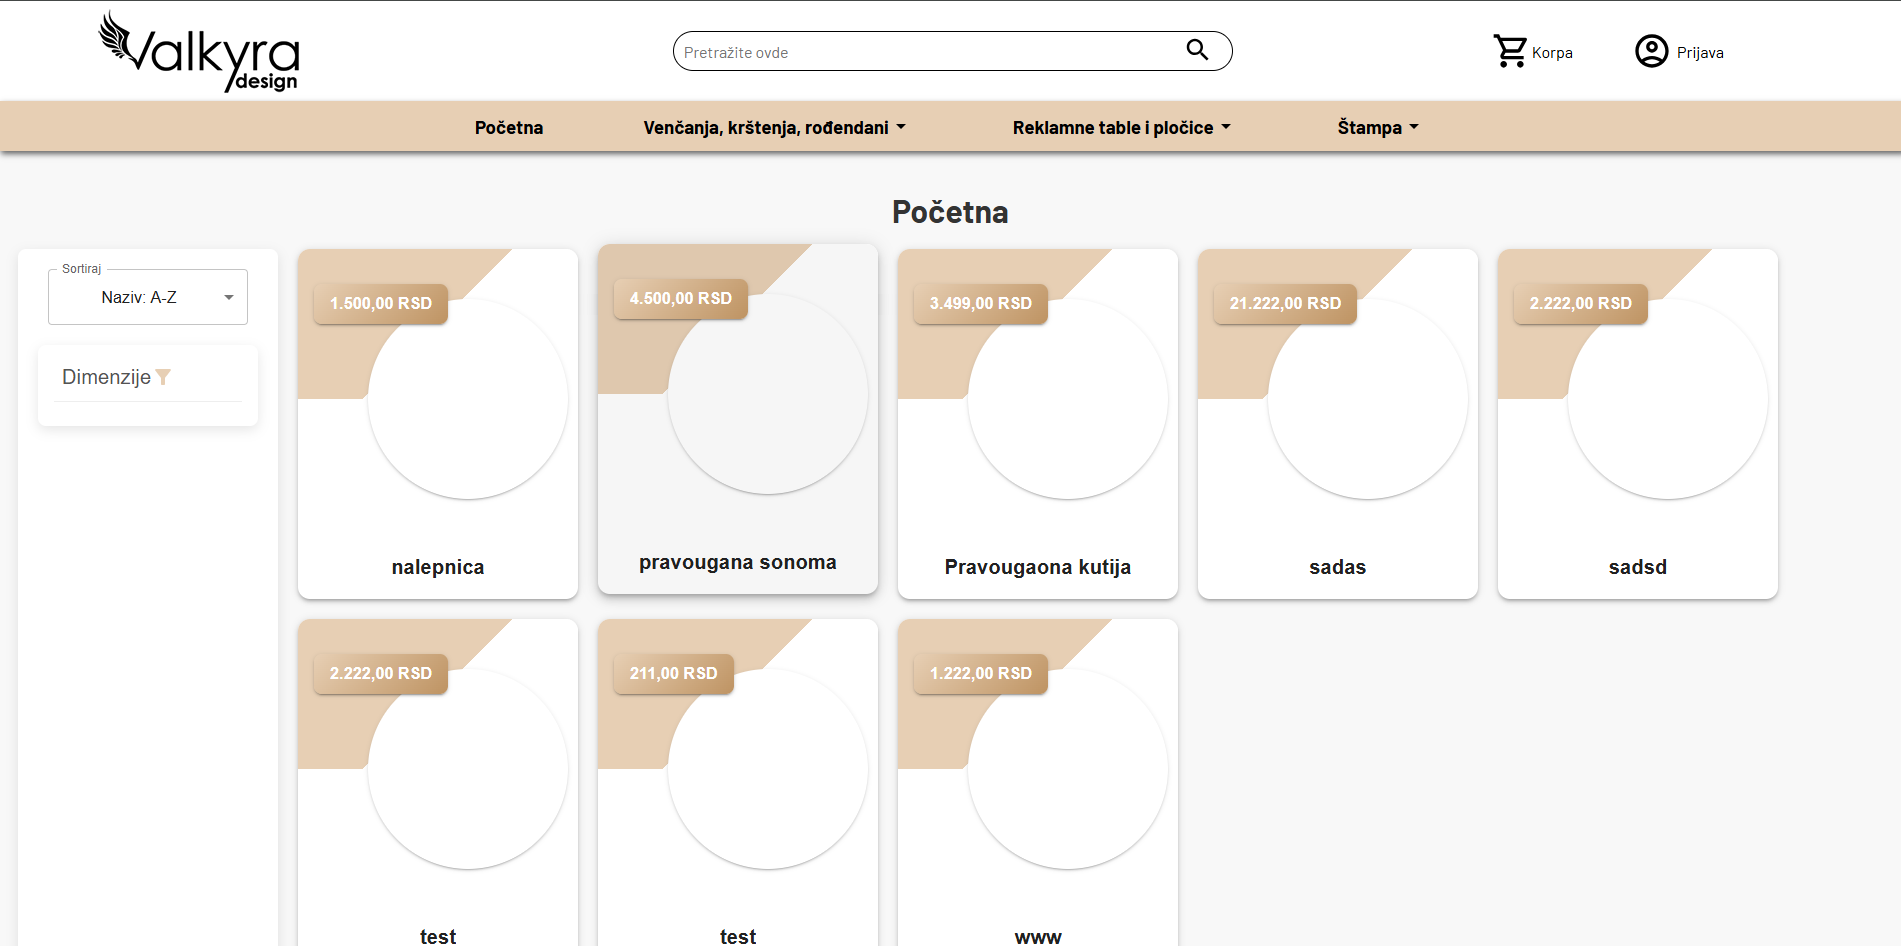 Valkyra
design
Pretražite ovde
Korpa
Prijava
Početna
Venčanja, krštenja, rođendani
Reklamne table i pločice
Štampa
Početna
Sortiraj
Naziv: A-Z
Dimenzije
1.500,00 RSD
nalepnica
4.500,00 RSD
pravougana sonoma
3.499,00 RSD
Pravougaona kutija
21.222,00 RSD
sadas
2.222,00 RSD
sadsd
2.222,00 RSD
test
211,00 RSD
test
1.222,00 RSD
www